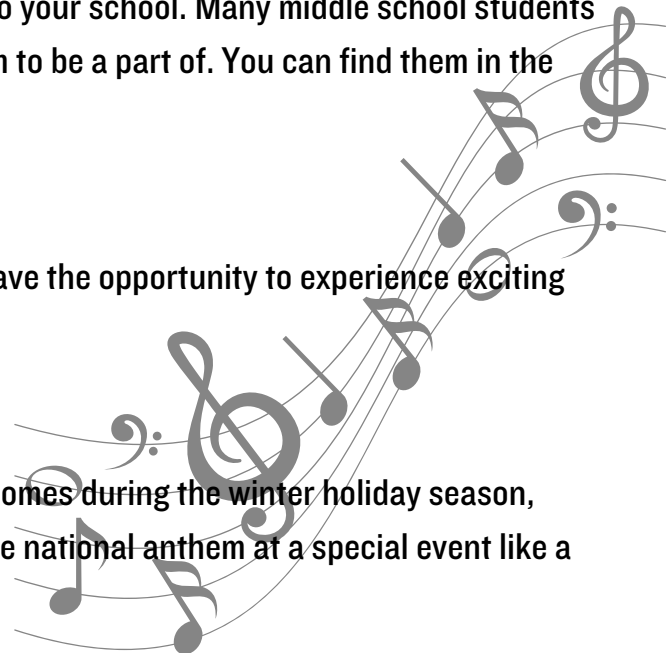 o your school. Many middle school students
to be a part of. You can find them in the
ave the opportunity to experience exciting
omes during the winter holiday season,
e national anthem at a special event like a